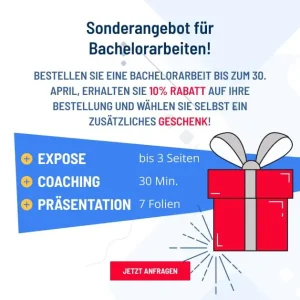 Sonderangebot für
Bachelorarbeiten!
BESTELLEN SIE EINE BACHELORARBEIT BIS ZUM 30.
APRIL, ERHALTEN SIE 10% RABATT AUF IHRE
BESTELLUNG UND WÄHLEN SIE SELBST EIN
ZUSÄTZLICHES GESCHENK!
EXPOSE bis 3 Seiten
COACHING 30 Min.
PRÄSENTATION 7 Folien
JETZT ANFRAGEN